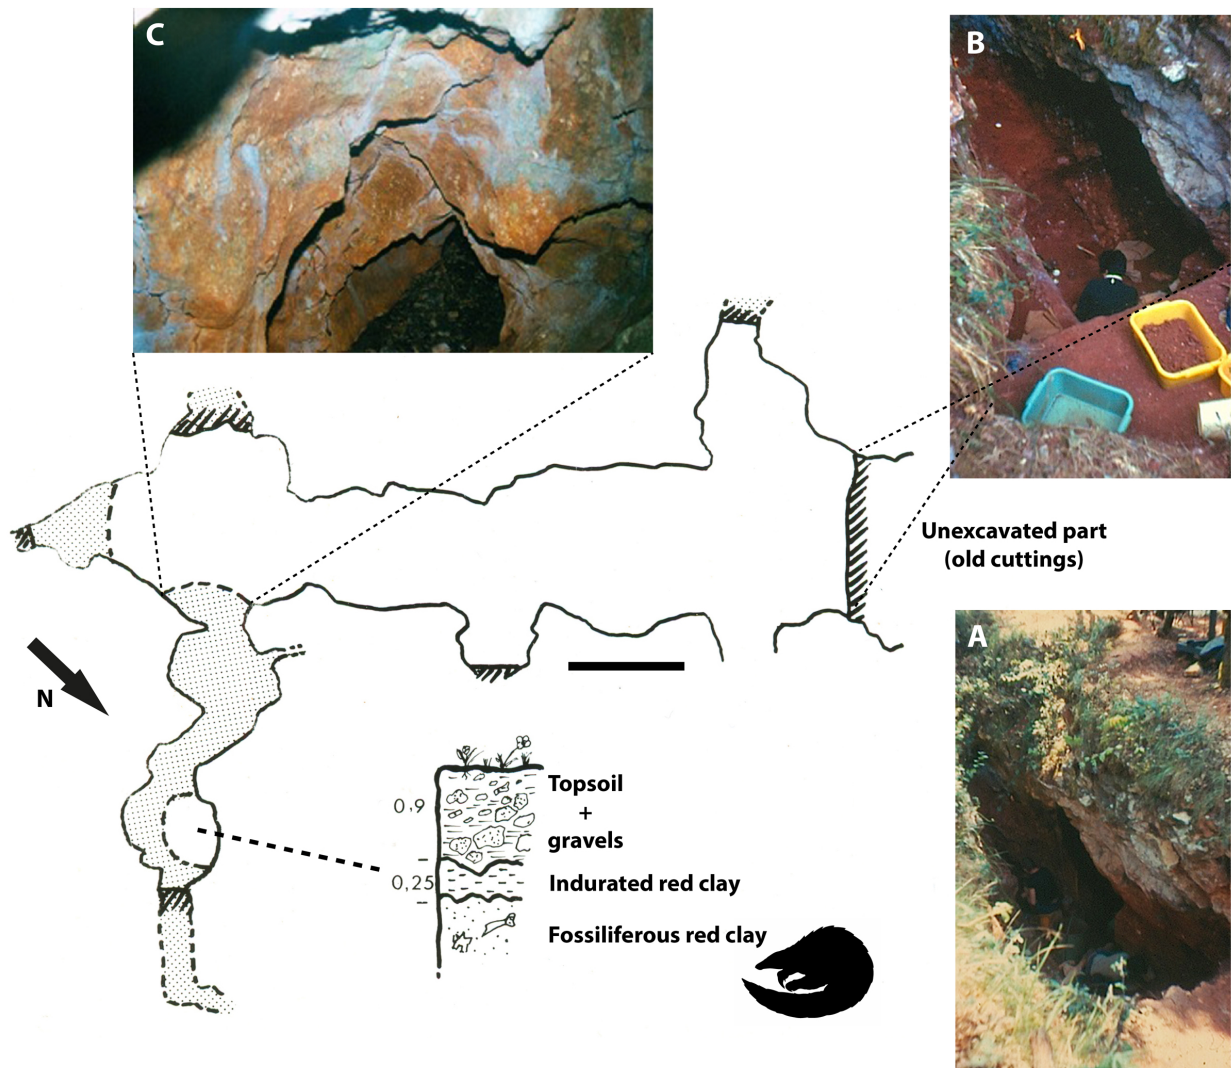 C
B
Unexcavated part
(old cuttings)
A
N
0.9
Topsoil
+
gravels
0,25
Indurated red clay
Fossiliferous red clay